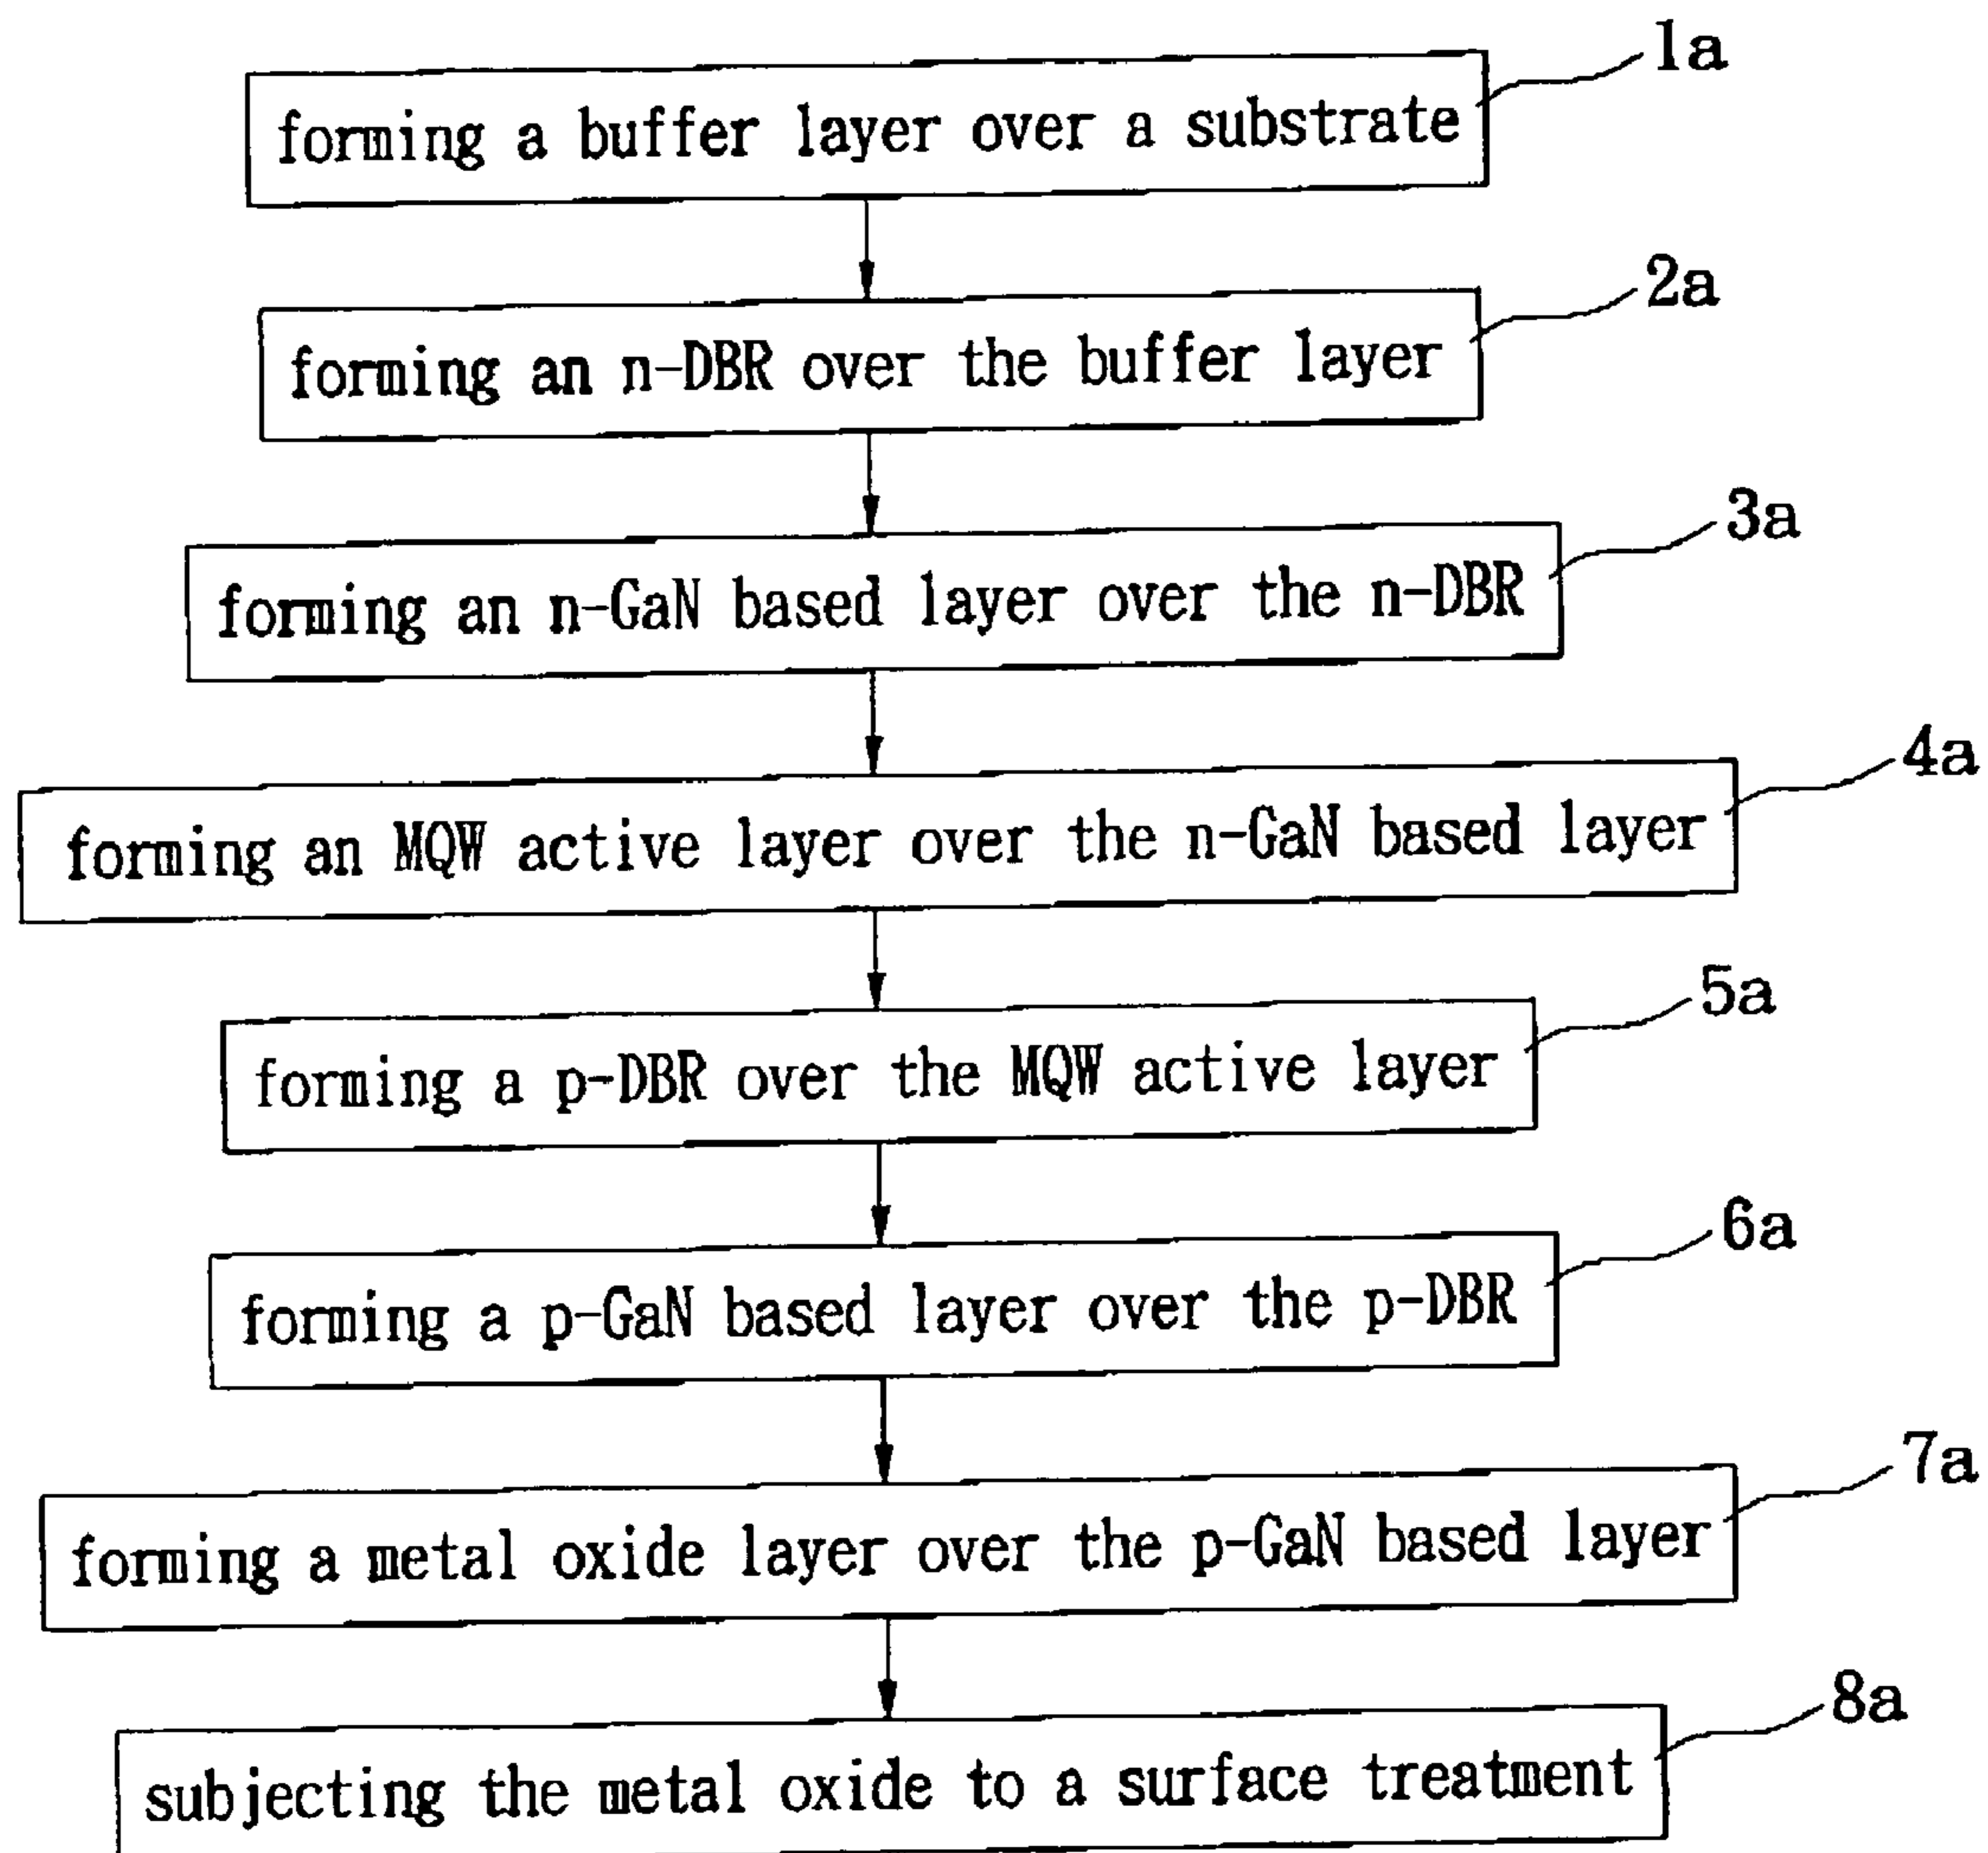 1a
forming a buffer layer over a substrate
2a
forming an n-DBR over the buffer layer
3a
forming an n-GaN based layer over the n-DBR
4a
forming an MQW active layer over the n-GaN based layer
5a
forming a p-DBR over the MQW active layer
6a
forming a p-GaN based layer over the p-DBR
7a
forming a metal oxide layer over the p-GaN based layer
8a
subjecting the metal oxide to a surface treatment